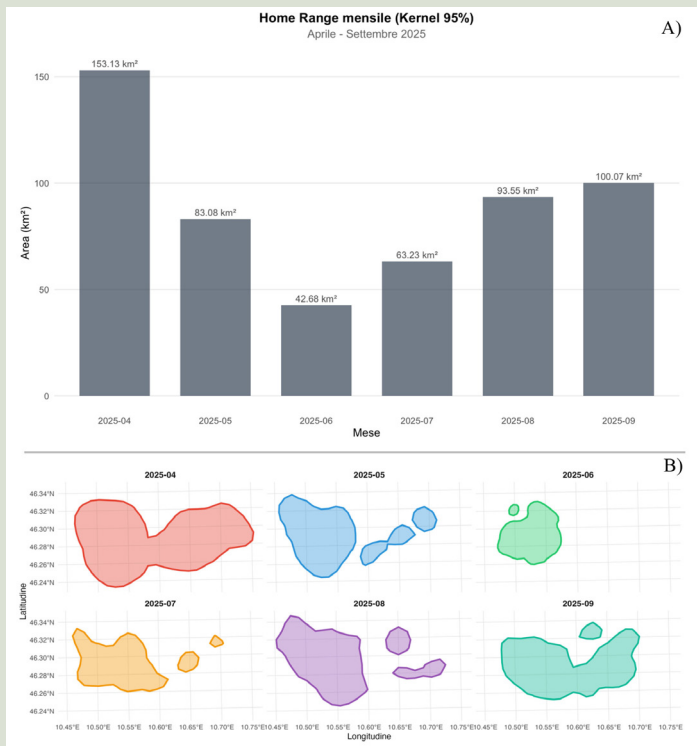 Home Range mensile (Kernel 95%)
A)
Aprile - Settembre 2025
153.13 km²
150
100.07 km²
93.55 km²
100
83.08 km²
Area (km²)
63.23 km²
50
42.68 km²
0
2025-04 2025-05 2025-06 2025-07 2025-08 2025-09
Mese
B)
2025-04 2025-05 2025-06
46.34°N
46.32°N
46.30°N
46.28°N
46.26°N
46.24°N
Latitudine
2025-07 2025-08 2025-09
46.34°N
46.32°N
46.30°N
46.28°N
46.26°N
46.24°N
10.45°E 10.50°E 10.55°E 10.60°E 10.65°E 10.70°E 10.75°E 10.50°E 10.55°E 10.60°E 10.65°E 10.70°E 10.75°E 10.50°E 10.55°E 10.60°E 10.65°E 10.70°E 10.75°E
Longitudine